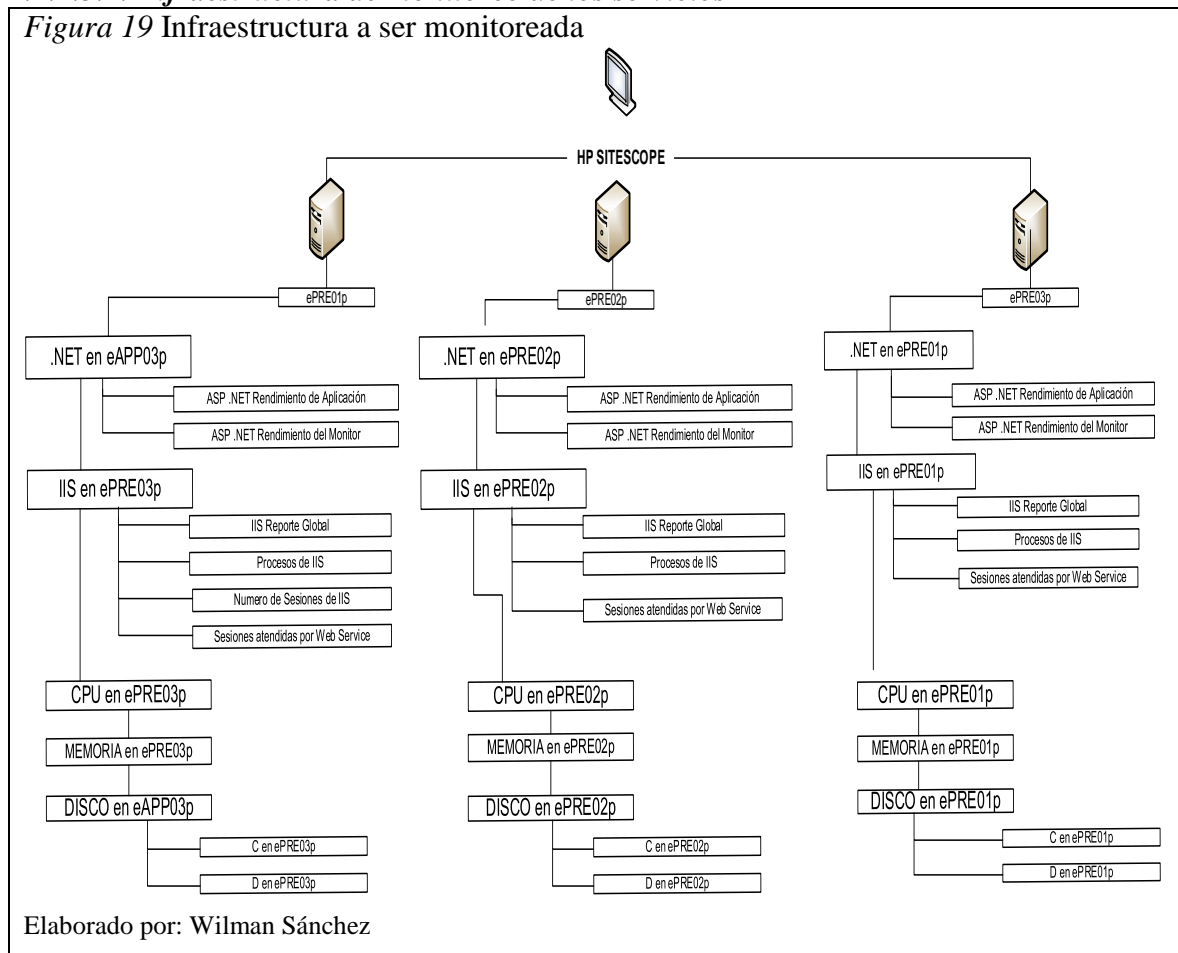 Figura 19 Infraestructura a ser monitoreada
HP SITESCOPE
ePRE01p
ePRE02p
ePRE03p
.NET en eAPP03p
ASP .NET Rendimiento de Aplicación
ASP .NET Rendimiento del Monitor
IIS en ePRE03p
IIS Reporte Global
Procesos de IIS
Numero de Sesiones de IIS
Sesiones atendidas por Web Service
CPU en ePRE03p
MEMORIA en ePRE03p
DISCO en eAPP03p
C en ePRE03p
D en ePRE03p
.NET en ePRE02p
ASP .NET Rendimiento de Aplicación
ASP .NET Rendimiento del Monitor
IIS en ePRE02p
IIS Reporte Global
Procesos de IIS
Sesiones atendidas por Web Service
CPU en ePRE02p
MEMORIA en ePRE02p
DISCO en ePRE02p
C en ePRE02p
D en ePRE02p
.NET en ePRE01p
ASP .NET Rendimiento de Aplicación
ASP .NET Rendimiento del Monitor
IIS en ePRE01p
IIS Reporte Global
Procesos de IIS
Sesiones atendidas por Web Service
CPU en ePRE01p
MEMORIA en ePRE01p
DISCO en ePRE01p
C en ePRE01p
D en ePRE01p
Elaborado por: Wilman Sánchez